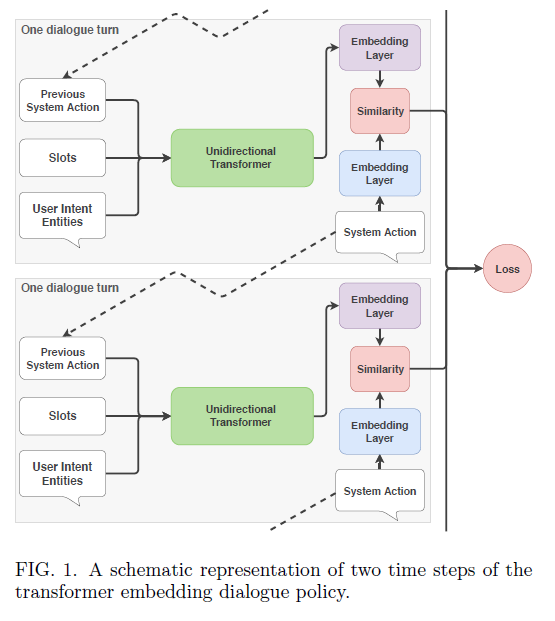 One dialogue turn
Embedding
Layer
Previous
System Action
Similarity
Slots
Unidirectional
Transformer
Embedding
Layer
User Intent
Entities
System Action
Loss
One dialogue turn
Embedding
Layer
Previous
System Action
Similarity
Slots
Unidirectional
Transformer
Embedding
Layer
User Intent
Entities
System Action
FIG. 1. A schematic representation of two time steps of the
transformer embedding dialogue policy.